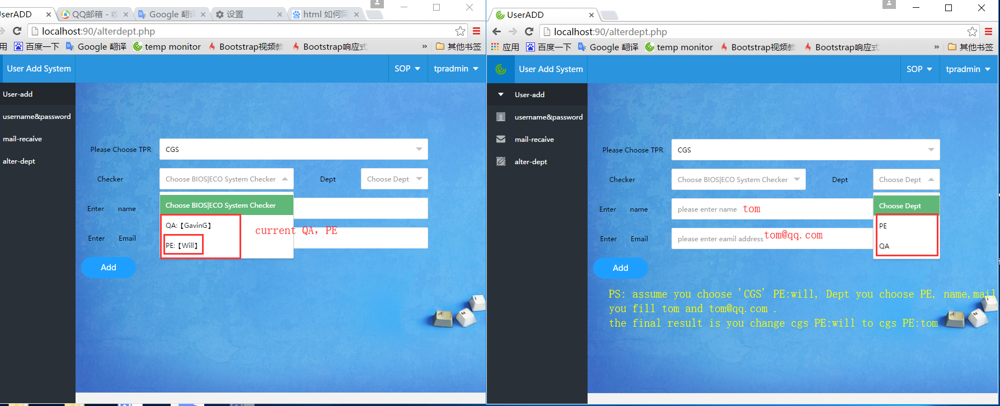 UserADD
QQ邮箱 - 收
Google 翻
设置
html 如何同
localhost:90/alterdept.php
用
百度一下
Google 翻译
temp monitor
Bootstrap视频教
Bootstrap响应式
»
其他书签
User Add System
SOP
tpradmin
User-add
username&password
mail-recaive
alter-dept
Please Choose TPR
CGS
Checker
Choose BIOS|ECO System Checker
Dept
Choose Dept
Choose BIOS|ECO System Checker
Enter name
QA:【GavinG】
current QA, PE
Enter Email
PE:【Will】
Add
UserADD
localhost:90/alterdept.php
应用
百度一下
Google 翻译
temp monitor
Bootstrap视频教
Bootstrap响应式
»
其他书签
User Add System
SOP
tpradmin
User-add
username&password
mail-recaive
alter-dept
Please Choose TPR
CGS
Checker
Choose BIOS|ECO System Checker
Dept
Choose Dept
Choose Dept
Enter name
please enter name
tom
PE
Enter Email
please enter eamil address
tom@qq.com
QA
Add
PS: assume you choose 'CGS' PE:will, Dept you choose PE, name,mail
you fill tom and tom@qq.com .
the final result is you change cgs PE:will to cgs PE:tom